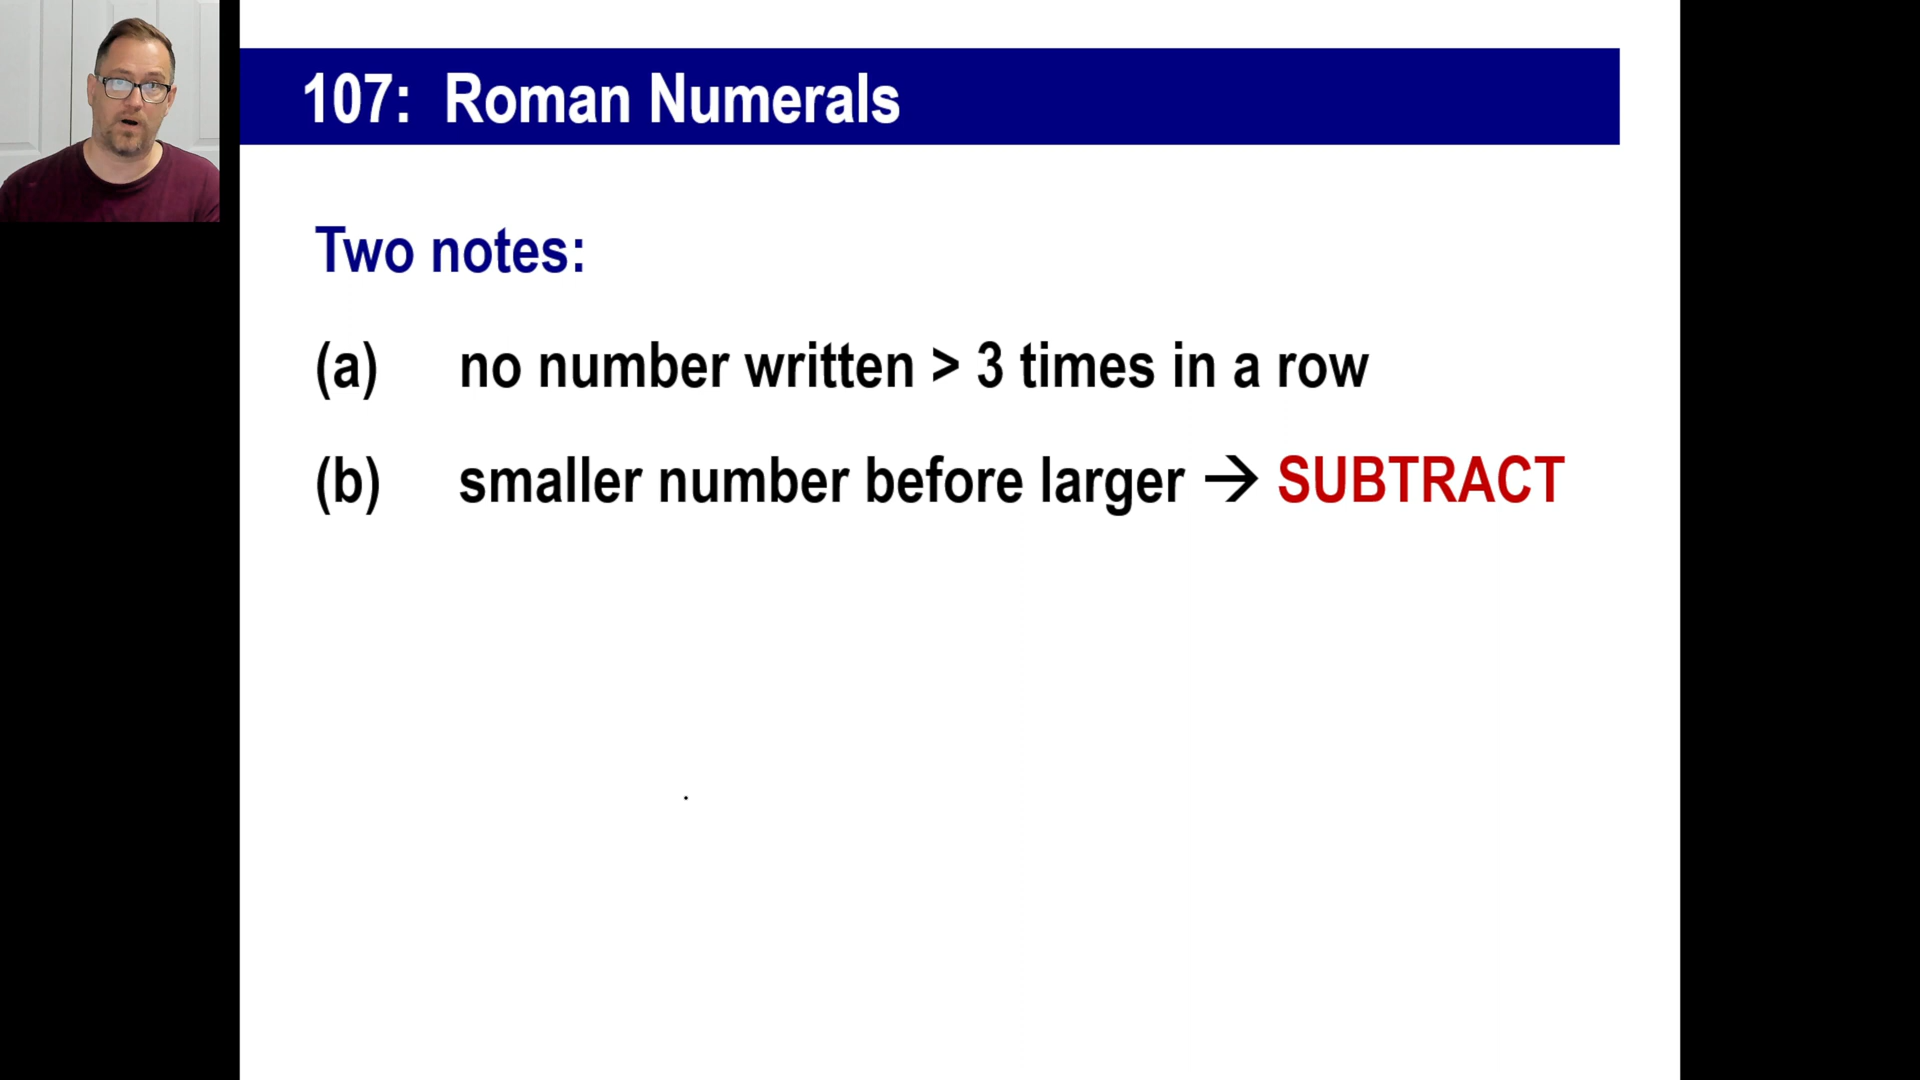 107: Roman Numerals
Two notes:
(a) no number written > 3 times in a row
(b) smaller number before larger → SUBTRACT